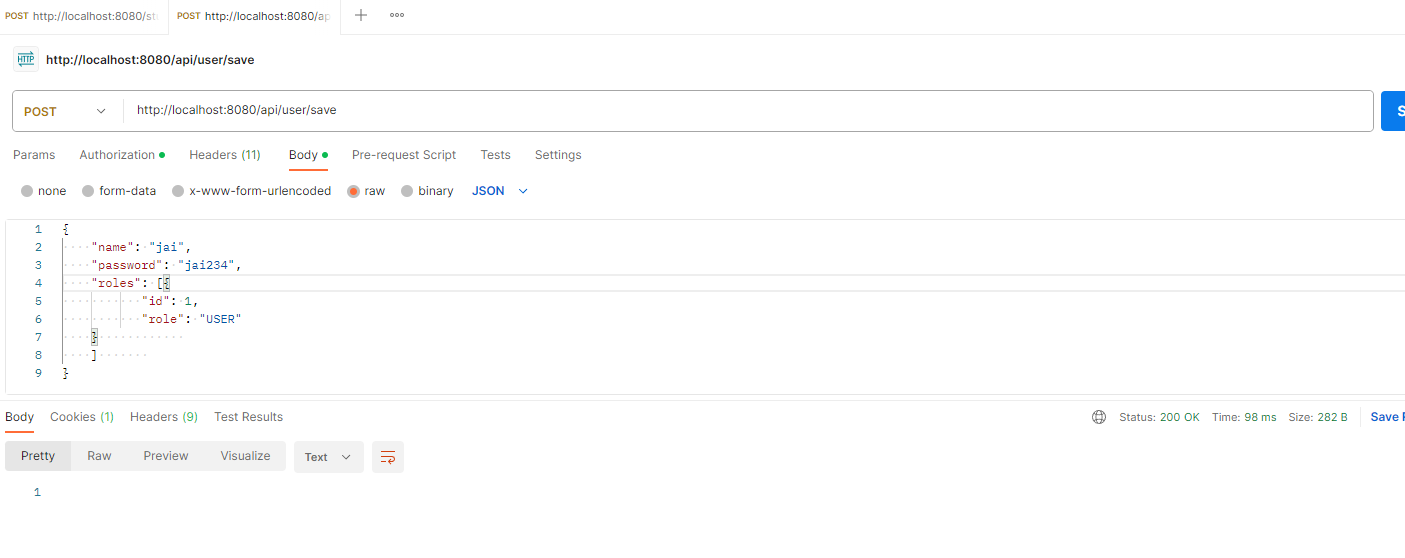 POST http://localhost:8080/st POST http://localhost:8080/ap
HTTP http://localhost:8080/api/user/save
POST http://localhost:8080/api/user/save S
Params Authorization Headers (11) Body Pre-request Script Tests Settings
none form-data x-www-form-urlencoded raw binary JSON
1 {
2 "name": "jai",
3 "password": "jai234",
4 "roles": [{
5 "id": 1,
6 "role": "USER"
7 }
8 ]
9 }
Body Cookies (1) Headers (9) Test Results Status: 200 OK Time: 98 ms Size: 282 B Save
Pretty Raw Preview Visualize Text
1